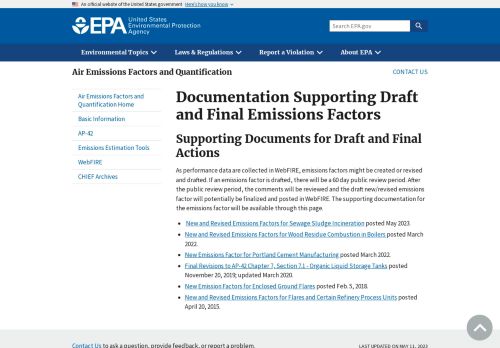 An official website of the United States government Here's how you know
EPA United States
Environmental Protection
Agency
Search EPA.gov
Environmental Topics Laws & Regulations Report a Violation About EPA
Air Emissions Factors and Quantification
CONTACT US
Air Emissions Factors and
Quantification Home
Basic Information
AP-42
Emissions Estimation Tools
WebFIRE
CHIEF Archives
Documentation Supporting Draft
and Final Emissions Factors
Supporting Documents for Draft and Final
Actions
As performance data are collected in WebFIRE, emissions factors might be created or revised
and drafted. If an emissions factor is drafted, there will be a 60 day public review period. After
the public review period, the comments will be reviewed and the draft new/revised emissions
factor will potentially be finalized and posted in WebFIRE. The supporting documentation for
the emissions factor will be available through this page.
New and Revised Emissions Factors for Sewage Sludge Incineration posted May 2023.
New and Revised Emissions Factors for Wood Residue Combustion in Boilers posted March
2022.
New Emissions Factor for Portland Cement Manufacturing posted March 2022.
Final Revisions to AP-42 Chapter 7, Section 7.1 - Organic Liquid Storage Tanks posted
November 20, 2019; updated March 2020.
New Emission Factors for Enclosed Ground Flares posted Feb. 5, 2018.
New and Revised Emissions Factors for Flares and Certain Refinery Process Units posted
April 20, 2015.
Contact Us to ask a question, provide feedback, or report a problem.
LAST UPDATED ON MAY 11, 2023